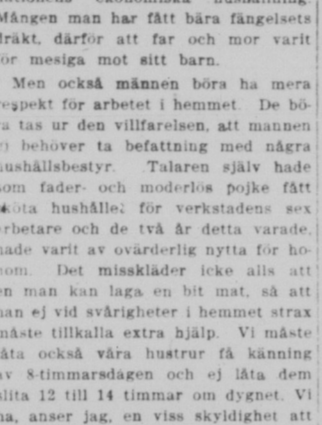 Mången man har fått bära fängelsets
dräkt, därför att far och mor varit
ör mesiga mot sitt barn.
Men också männen böra ha mera
respekt för arbetet i hemmet. De bö-
ra tas ur den villfarelsen, att mannen
behöver ta befattning med några
hushållsbestyr. Talaren själv hade
som fader- och moderlös pojke fått
sköta hushållet för verkstadens sex
arbetare och de två år detta varade,
hade varit av ovärderlig nytta för ho-
nom. Det misskläder icke alls att
en man kan laga en bit mat, så att
man ej vid svårigheter i hemmet strax
måste tillkalla extra hjälp. Vi måste
låta också våra hustrur få känning
av 8-timmarsdagen och ej låta dem
slita 12 till 14 timmar om dygnet. Vi
ha, anser jag, en viss skyldighet att